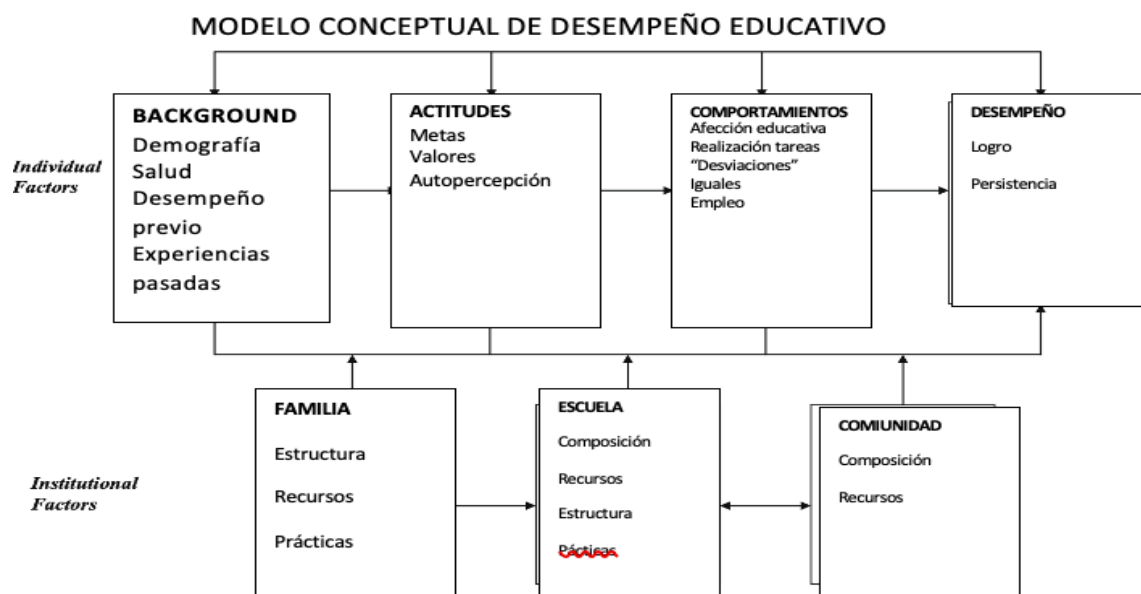 MODELO CONCEPTUAL DE DESEMPEÑO EDUCATIVO
Individual
Factors
BACKGROUND
Demografía
Salud
Desempeño
previo
Experiencias
pasadas
ACTITUDES
Metas
Valores
Autopercepción
COMPORTAMIENTOS
Afección educativa
Realización tareas
“Desviaciones”
Iguales
Empleo
DESEMPEÑO
Logro
Persistencia
Institutional
Factors
FAMILIA
Estructura
Recursos
Prácticas
ESCUELA
Composición
Recursos
Estructura
Pácticas
COMIUNIDAD
Composición
Recursos